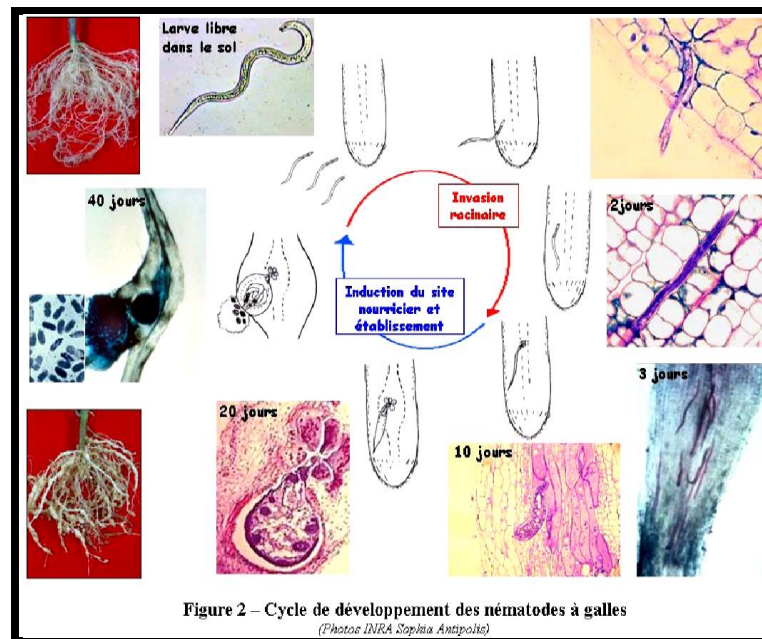 Larve libre
dans le sol
40 jours
Invasion
racinaire
2jours
Induction du site
nourricier et
établissement
3 jours
20 jours
10 jours
Figure 2 – Cycle de développement des nématodes à galles
(Photos INRA Sophia Antipolis)